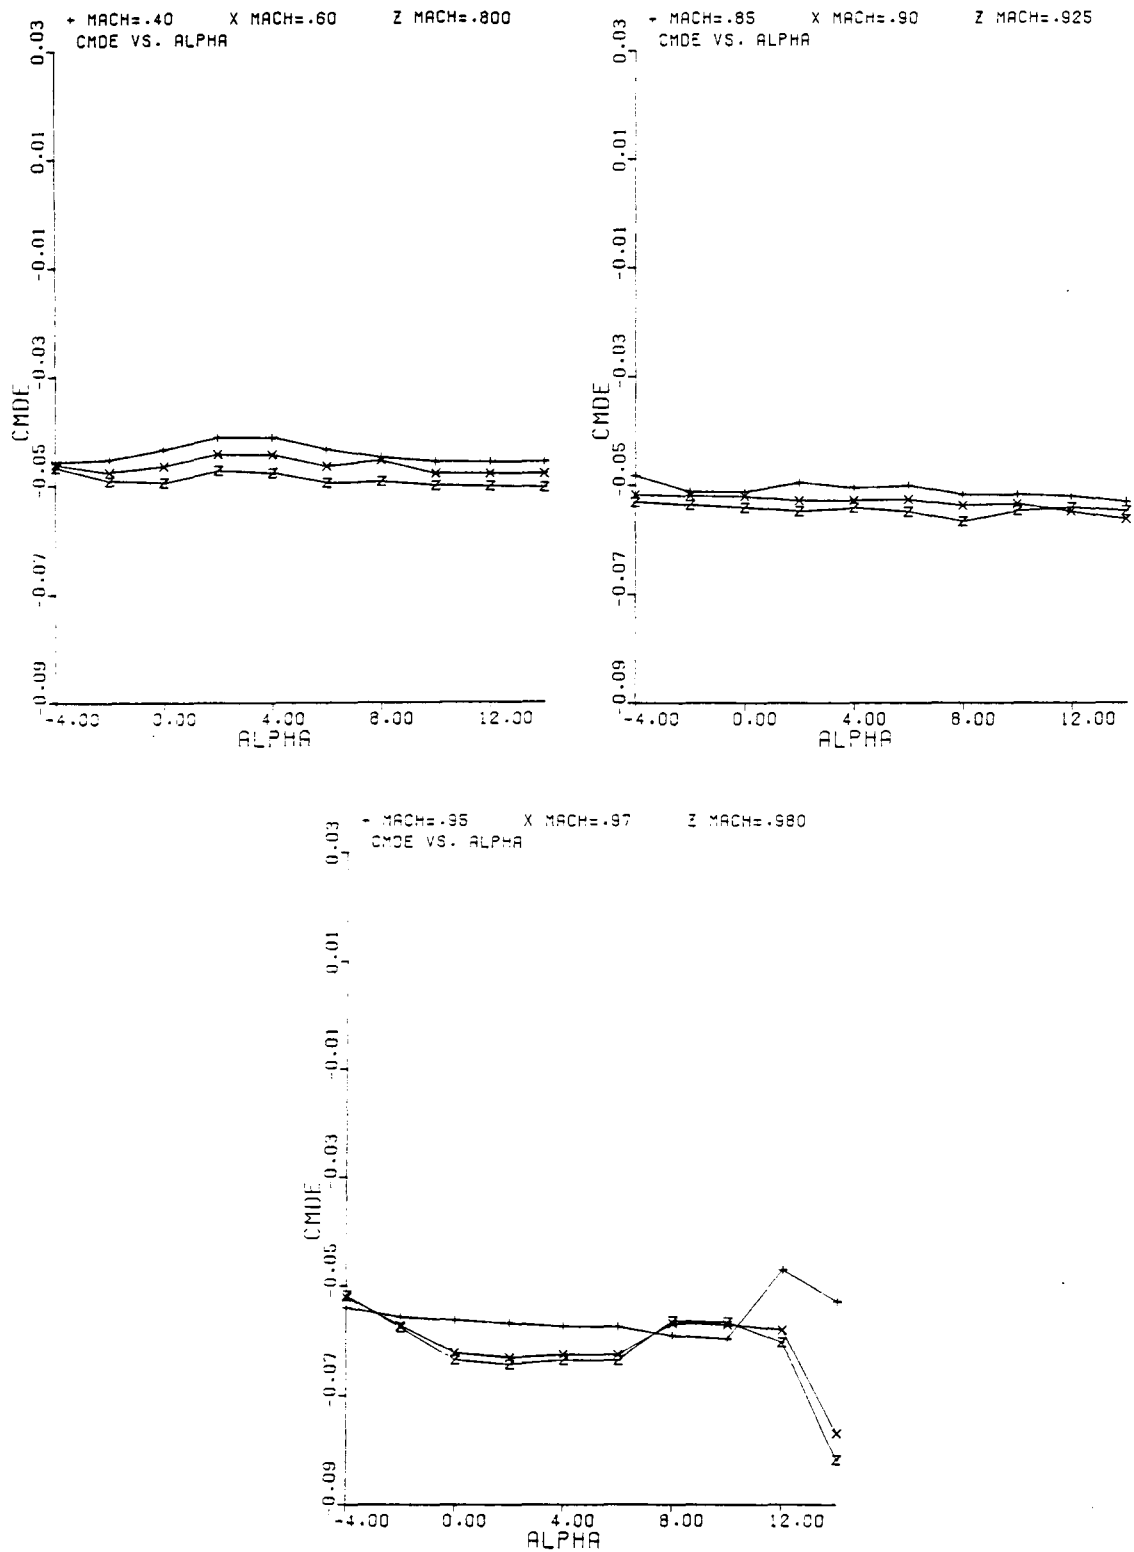 + MACH=.40 X MACH=.60 Z MACH=.800
CMDE VS. ALPHA
0.03
0.01
-0.01
-0.03
-0.05
-0.07
-0.09
CMDE
-4.00 0.00 4.00 8.00 12.00
ALPHA
+ MACH=.85 X MACH=.90 Z MACH=.925
CMDE VS. ALPHA
0.03
0.01
-0.01
-0.03
-0.05
-0.07
-0.09
CMDE
-4.00 0.00 4.00 8.00 12.00
ALPHA
+ MACH=.95 X MACH=.97 Z MACH=.980
CMDE VS. ALPHA
0.03
0.01
-0.01
-0.03
-0.05
-0.07
-0.09
CMDE
-4.00 0.00 4.00 8.00 12.00
ALPHA